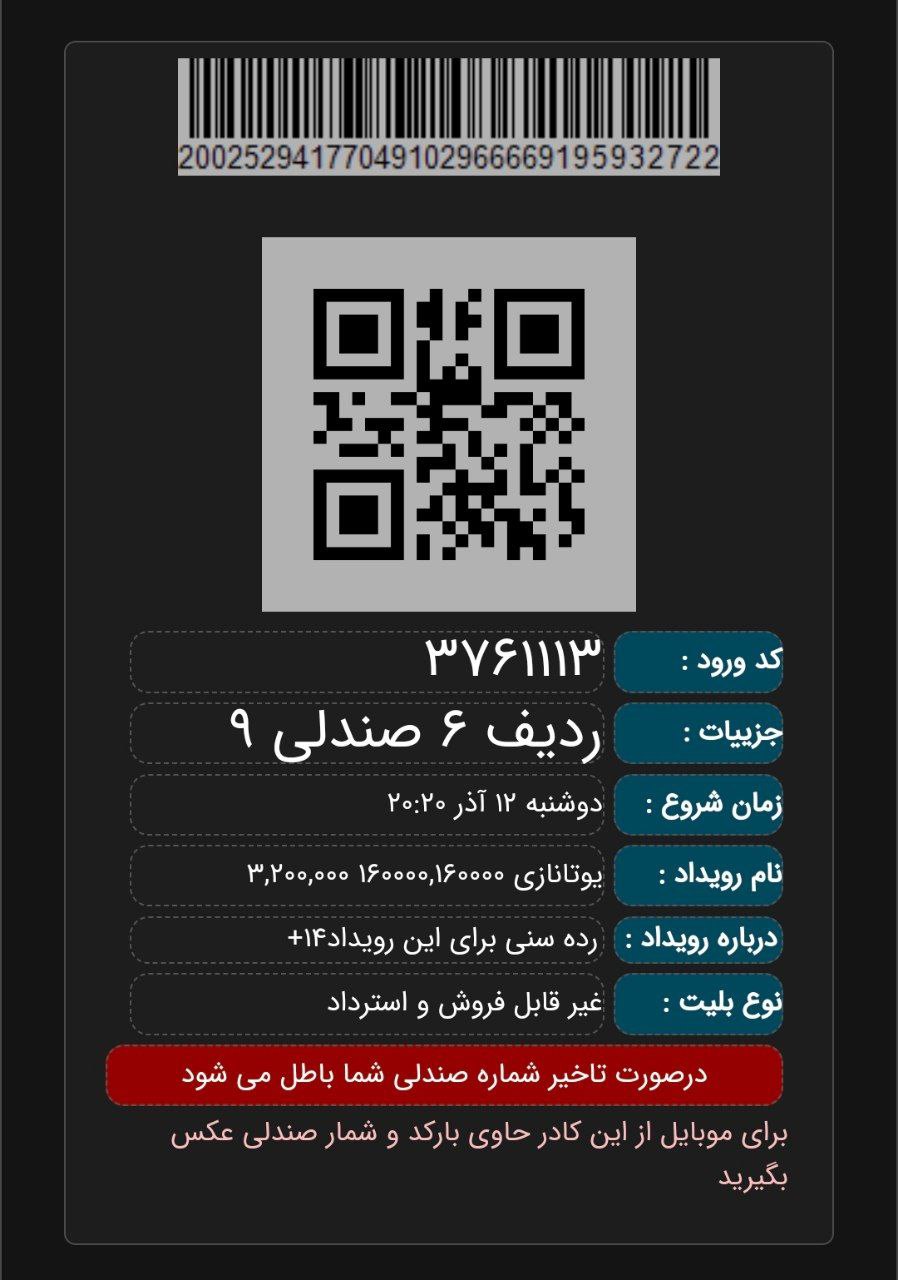 20025294177049102966669195932722
کد ورود : ۳۷۶۱۱۱۳
جزییات : ردیف ۶ صندلی ۹
زمان شروع : دوشنبه ۱۲ آذر ۲۰:۲۰
نام رویداد : یوتانازی ۱۶۰۰۰۰,۱۶۰۰۰۰ ۳,۲۰۰,۰۰۰
درباره رویداد : رده سنی برای این رویداد۱۴+
نوع بلیت : غیر قابل فروش و استرداد
درصورت تاخیر شماره صندلی شما باطل می شود
برای موبایل از این کادر حاوی بارکد و شمار صندلی عکس
بگیرید